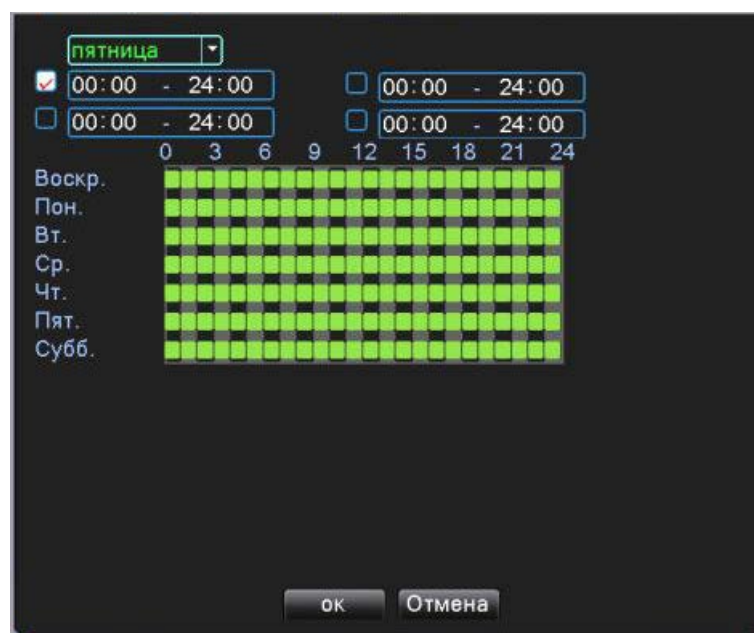 пятница
00:00 - 24:00 00:00 - 24:00
00:00 - 24:00 00:00 - 24:00
0 3 6 9 12 15 18 21 24
Воскр.
Пон.
Вт.
Ср.
Чт.
Пят.
Субб.
ок Отмена